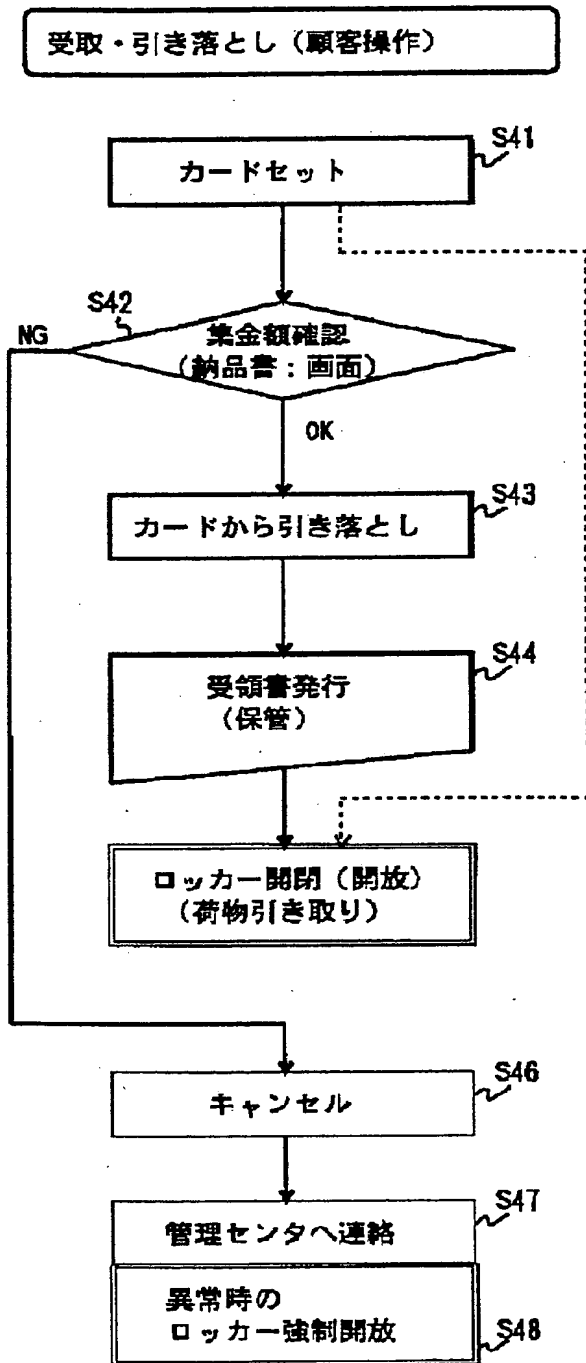 受取・引き落とし（顧客操作）
S41
カードセット
S42
NG
集金額確認
（納品書：画面）
OK
S43
カードから引き落とし
S44
受領書発行
（保管）
ロッカー開閉（開放）
（荷物引き取り）
S46
キャンセル
S47
管理センタへ連絡
異常時の
ロッカー強制開放
S48